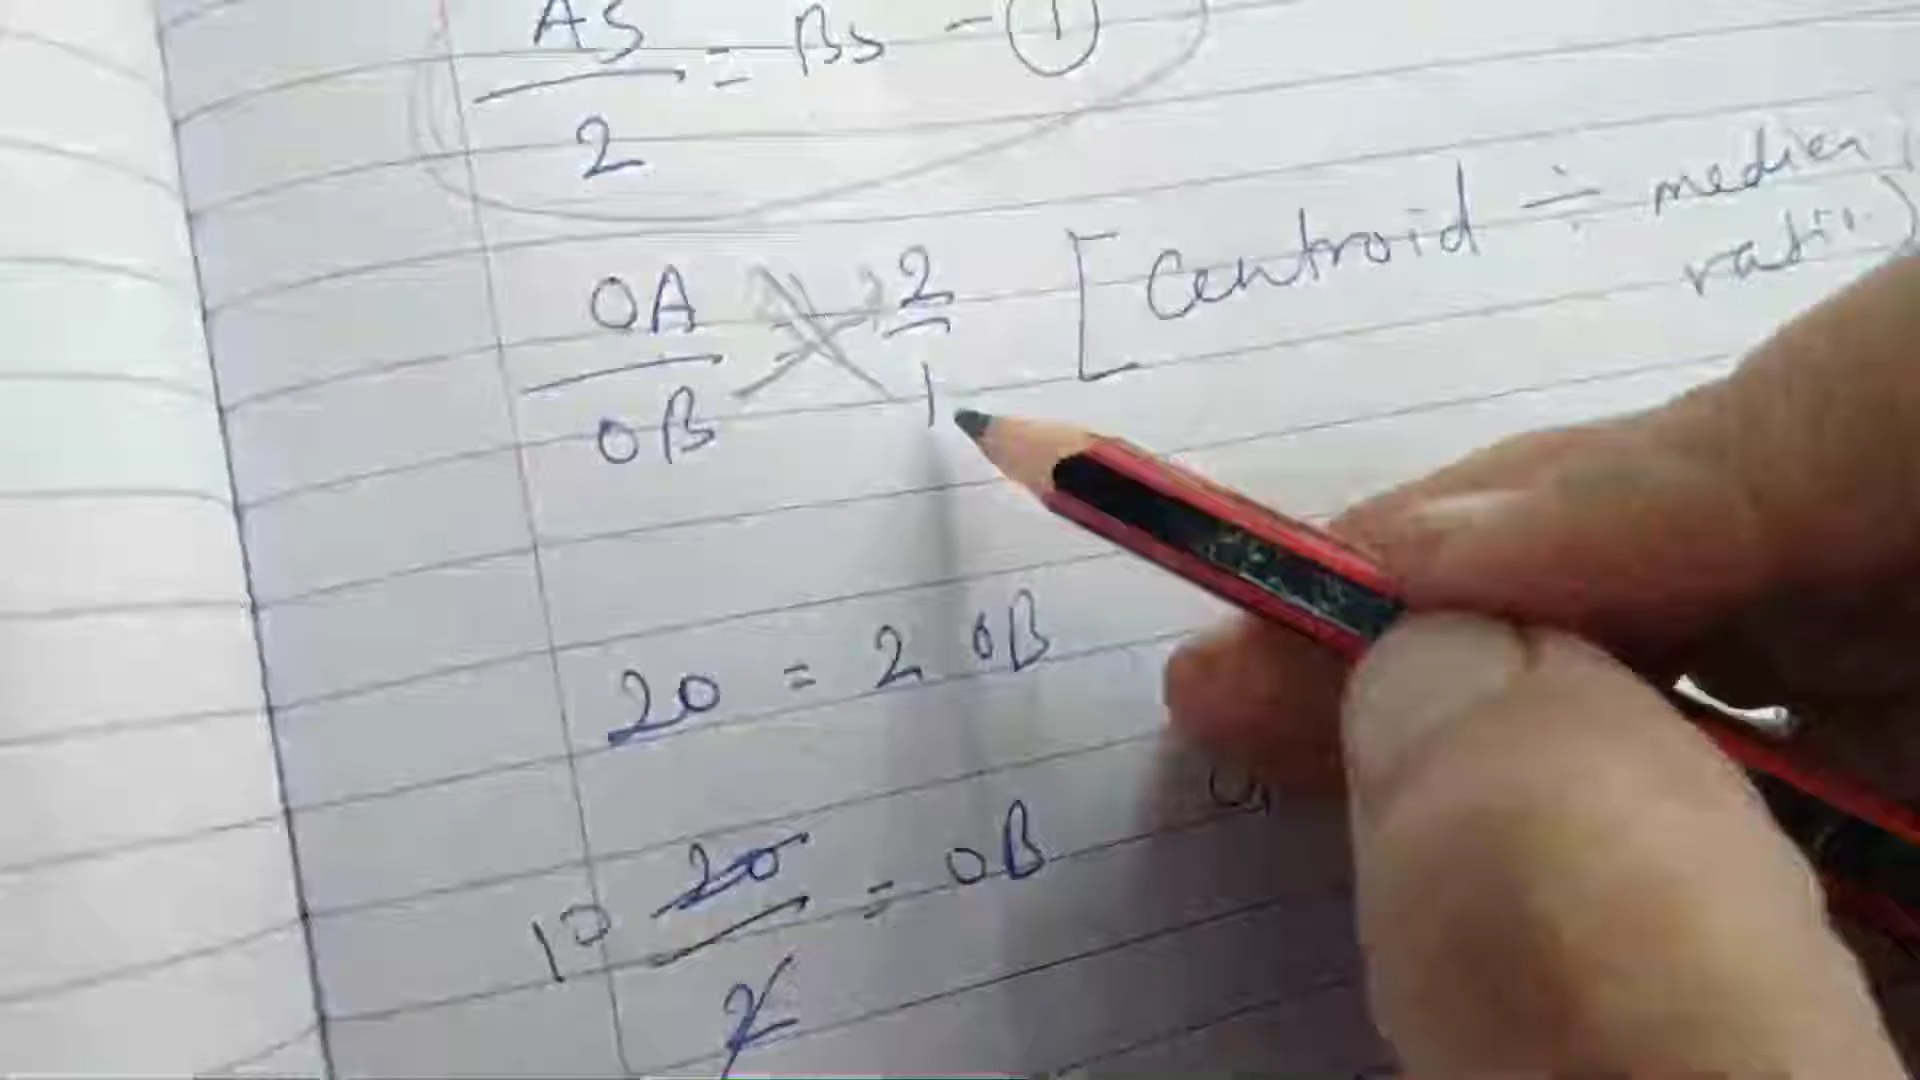 AS/2 = BS - ①
OA/OB = 2/1 [Centroid ÷ median
ratio)
20 = 2 OB
10 20/2 = OB